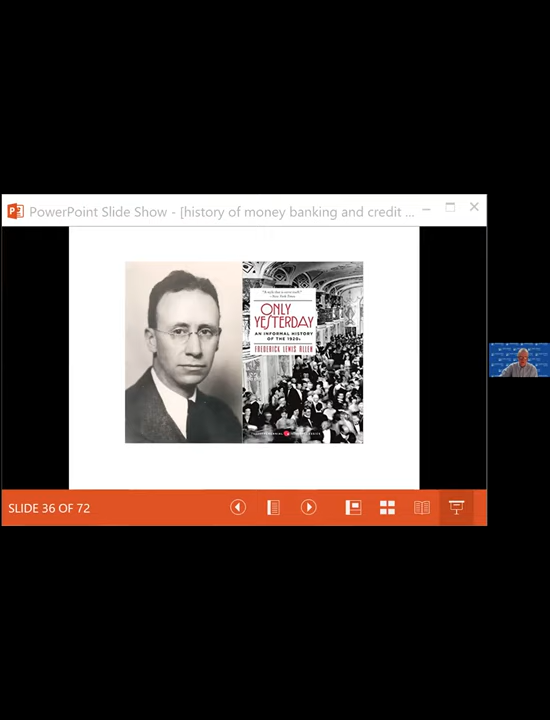 PowerPoint Slide Show - [history of money banking and credit ...
ONLY
YESTERDAY
AN INFORMAL HISTORY
OF THE 1920s
FREDERICK LEWIS ALLEN
SLIDE 36 OF 72